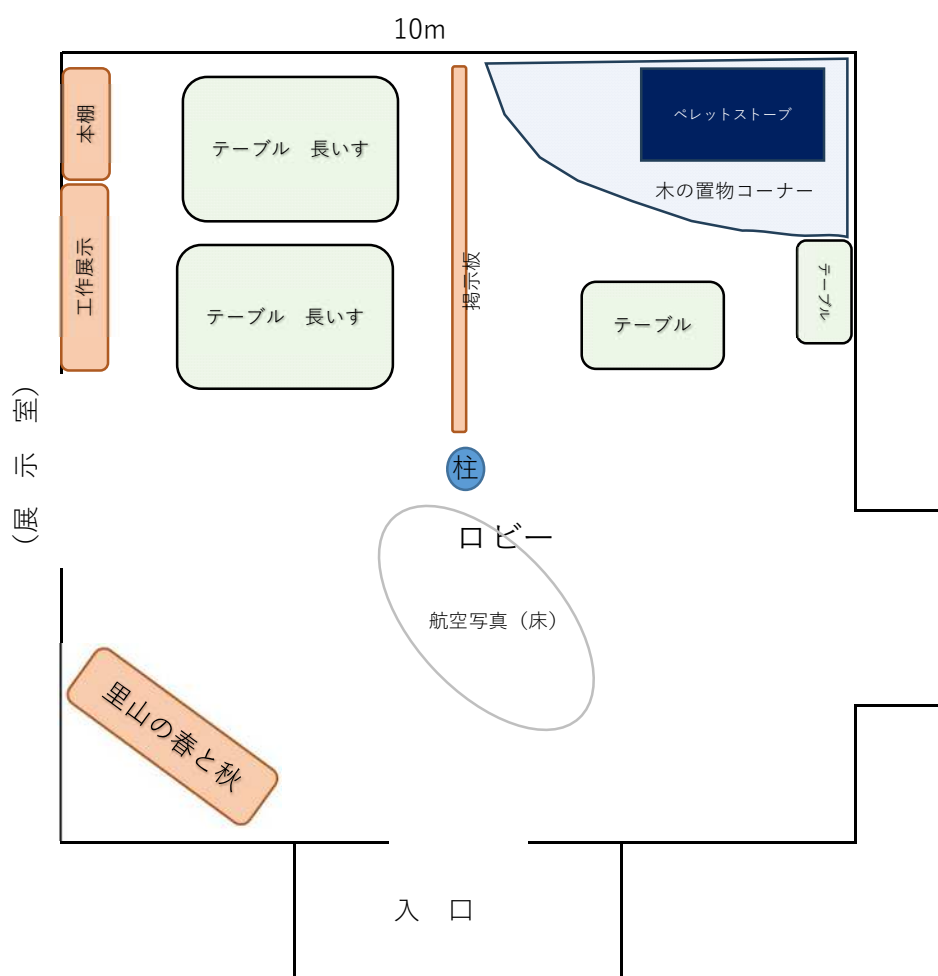 10m
本棚
テーブル　長いす
ペレットストーブ
木の置物コーナー
工作展示
テーブル　長いす
掲示板
テーブル
テーブル
(展　示　室)
柱
ロビー
航空写真（床）
里山の春と秋
入　口